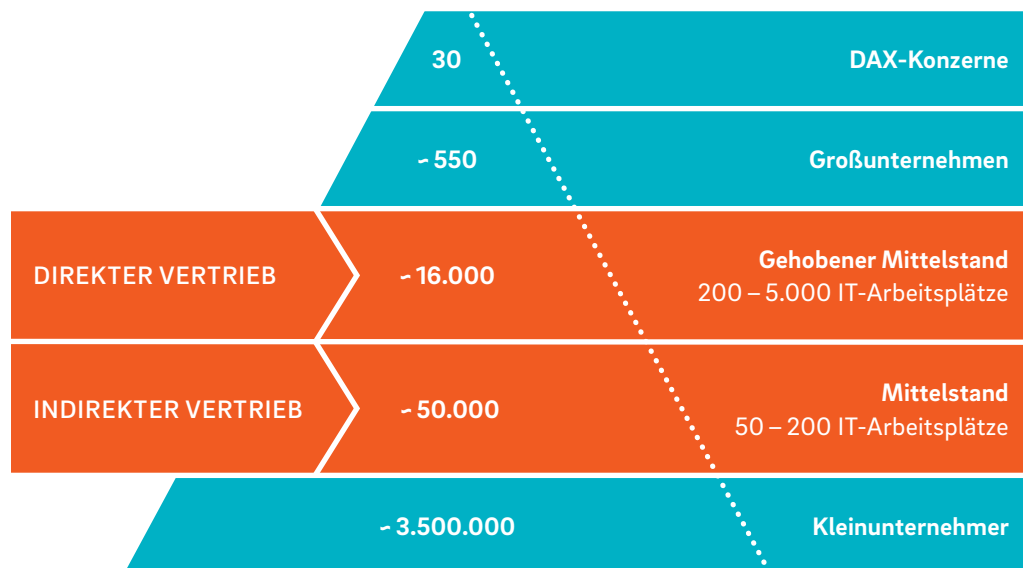 30
DAX-Konzerne
~ 550
Großunternehmen
DIREKTER VERTRIEB
~ 16.000
Gehobener Mittelstand
200 – 5.000 IT-Arbeitsplätze
INDIREKTER VERTRIEB
~ 50.000
Mittelstand
50 – 200 IT-Arbeitsplätze
~ 3.500.000
Kleinunternehmer